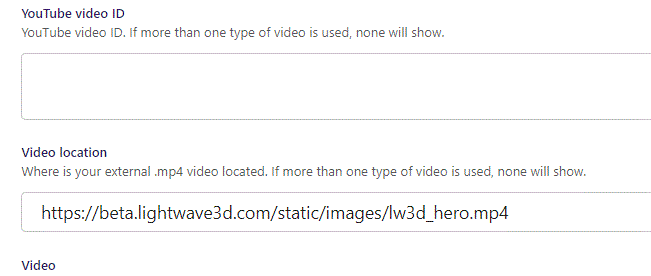 YouTube video ID
YouTube video ID. If more than one type of video is used, none will show.
Video location
Where is your external .mp4 video located. If more than one type of video is used, none will show.
https://beta.lightwave3d.com/static/images/lw3d_hero.mp4
Video